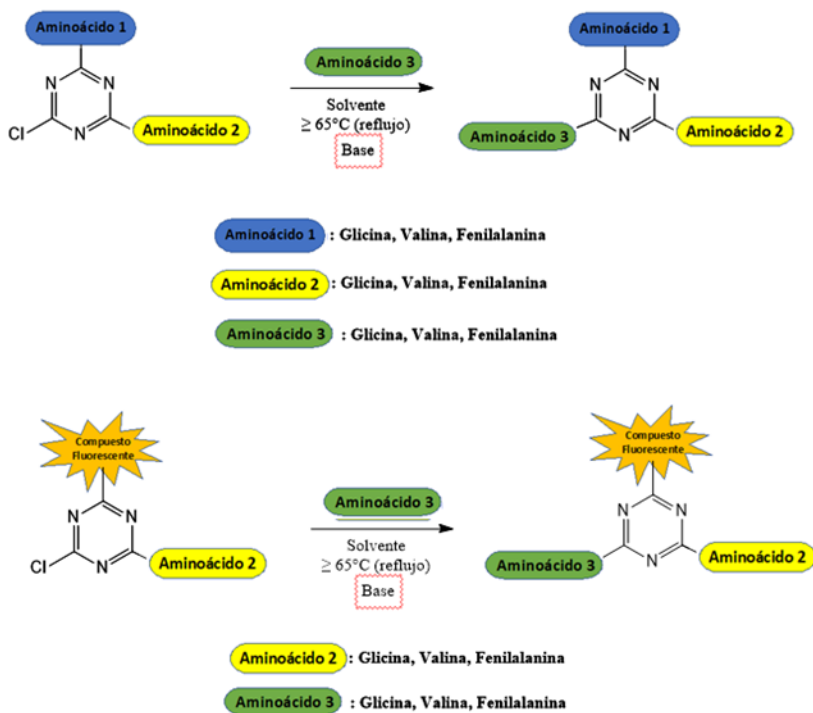 Aminoácido 1
N N
Cl N Aminoácido 2
Aminoácido 3
Solvente
≥ 65°C (reflujo)
Base
Aminoácido 1
N N
Aminoácido 3 N Aminoácido 2
Aminoácido 1 : Glicina, Valina, Fenilalanina
Aminoácido 2 : Glicina, Valina, Fenilalanina
Aminoácido 3 : Glicina, Valina, Fenilalanina
Compuesto
Fluorescente
N N
Cl N Aminoácido 2
Aminoácido 3
Solvente
≥ 65°C (reflujo)
Base
Compuesto
Fluorescente
N N
Aminoácido 3 N Aminoácido 2
Aminoácido 2 : Glicina, Valina, Fenilalanina
Aminoácido 3 : Glicina, Valina, Fenilalanina